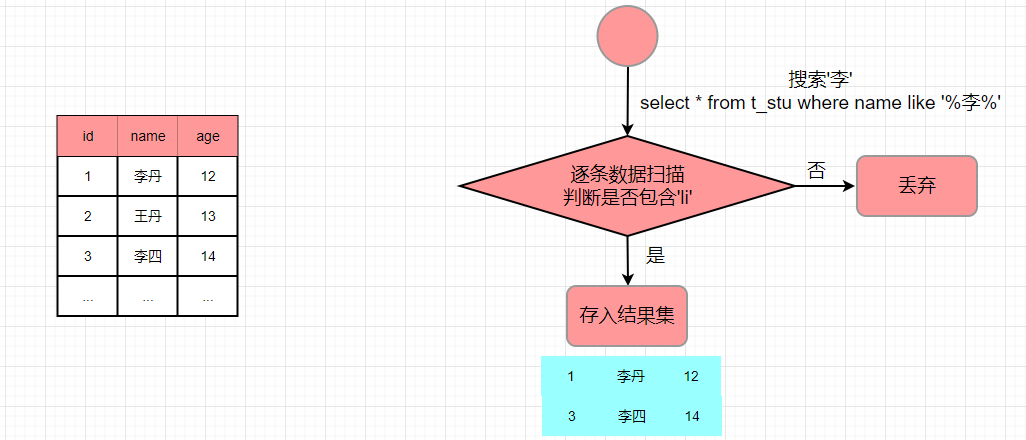 id name age
1 李丹 12
2 王丹 13
3 李四 14
... ... ...
搜索'李'
select * from t_stu where name like '%李%'
逐条数据扫描
判断是否包含'li'
否
丢弃
是
存入结果集
1 李丹 12
3 李四 14